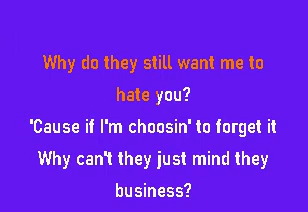 Why do they still want me to
hate you?
'Cause if I'm choosin' to forget it
Why can't they just mind they
business?